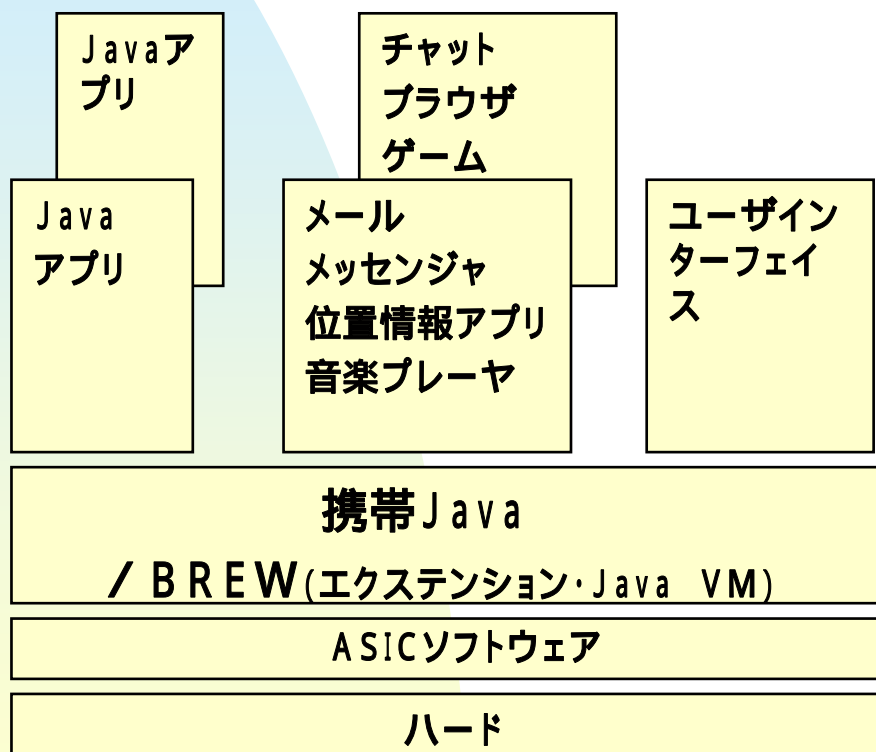 Javaア
プリ
チャット
ブラウザ
ゲーム
Java
アプリ
メール
メッセンジャ
位置情報アプリ
音楽プレーヤ
ユーザイン
ターフェイ
ス
携帯Java
/BREW(エクステンション・Java VM)
ASICソフトウェア
ハード